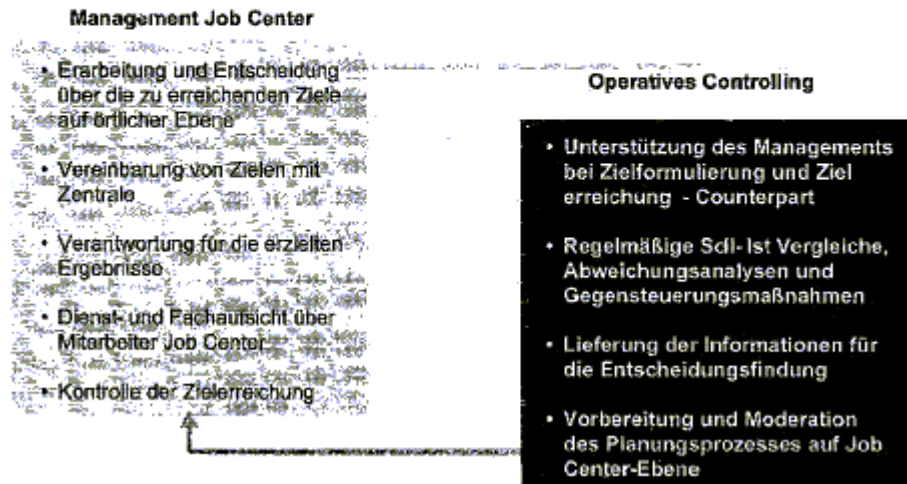 Management Job Center
• Erarbeitung und Entscheidung
über die zu erreichenden Ziele
auf örtlicher Ebene
• Vereinbarung von Zielen mit
Zentrale
• Verantwortung für die erzielten
Ergebnisse
• Dienst- und Fachaufsicht über
Mitarbeiter Job Center
• Kontrolle der Zielerreichung
Operatives Controlling
• Unterstützung des Managements
bei Zielformulierung und Ziel
erreichung - Counterpart
• Regelmäßige Sdl-Ist Vergleiche,
Abweichungsanalysen und
Gegensteuerungsmaßnahmen
• Lieferung der Informationen für
die Entscheidungsfindung
• Vorbereitung und Moderation
des Planungsprozesses auf Job
Center-Ebene